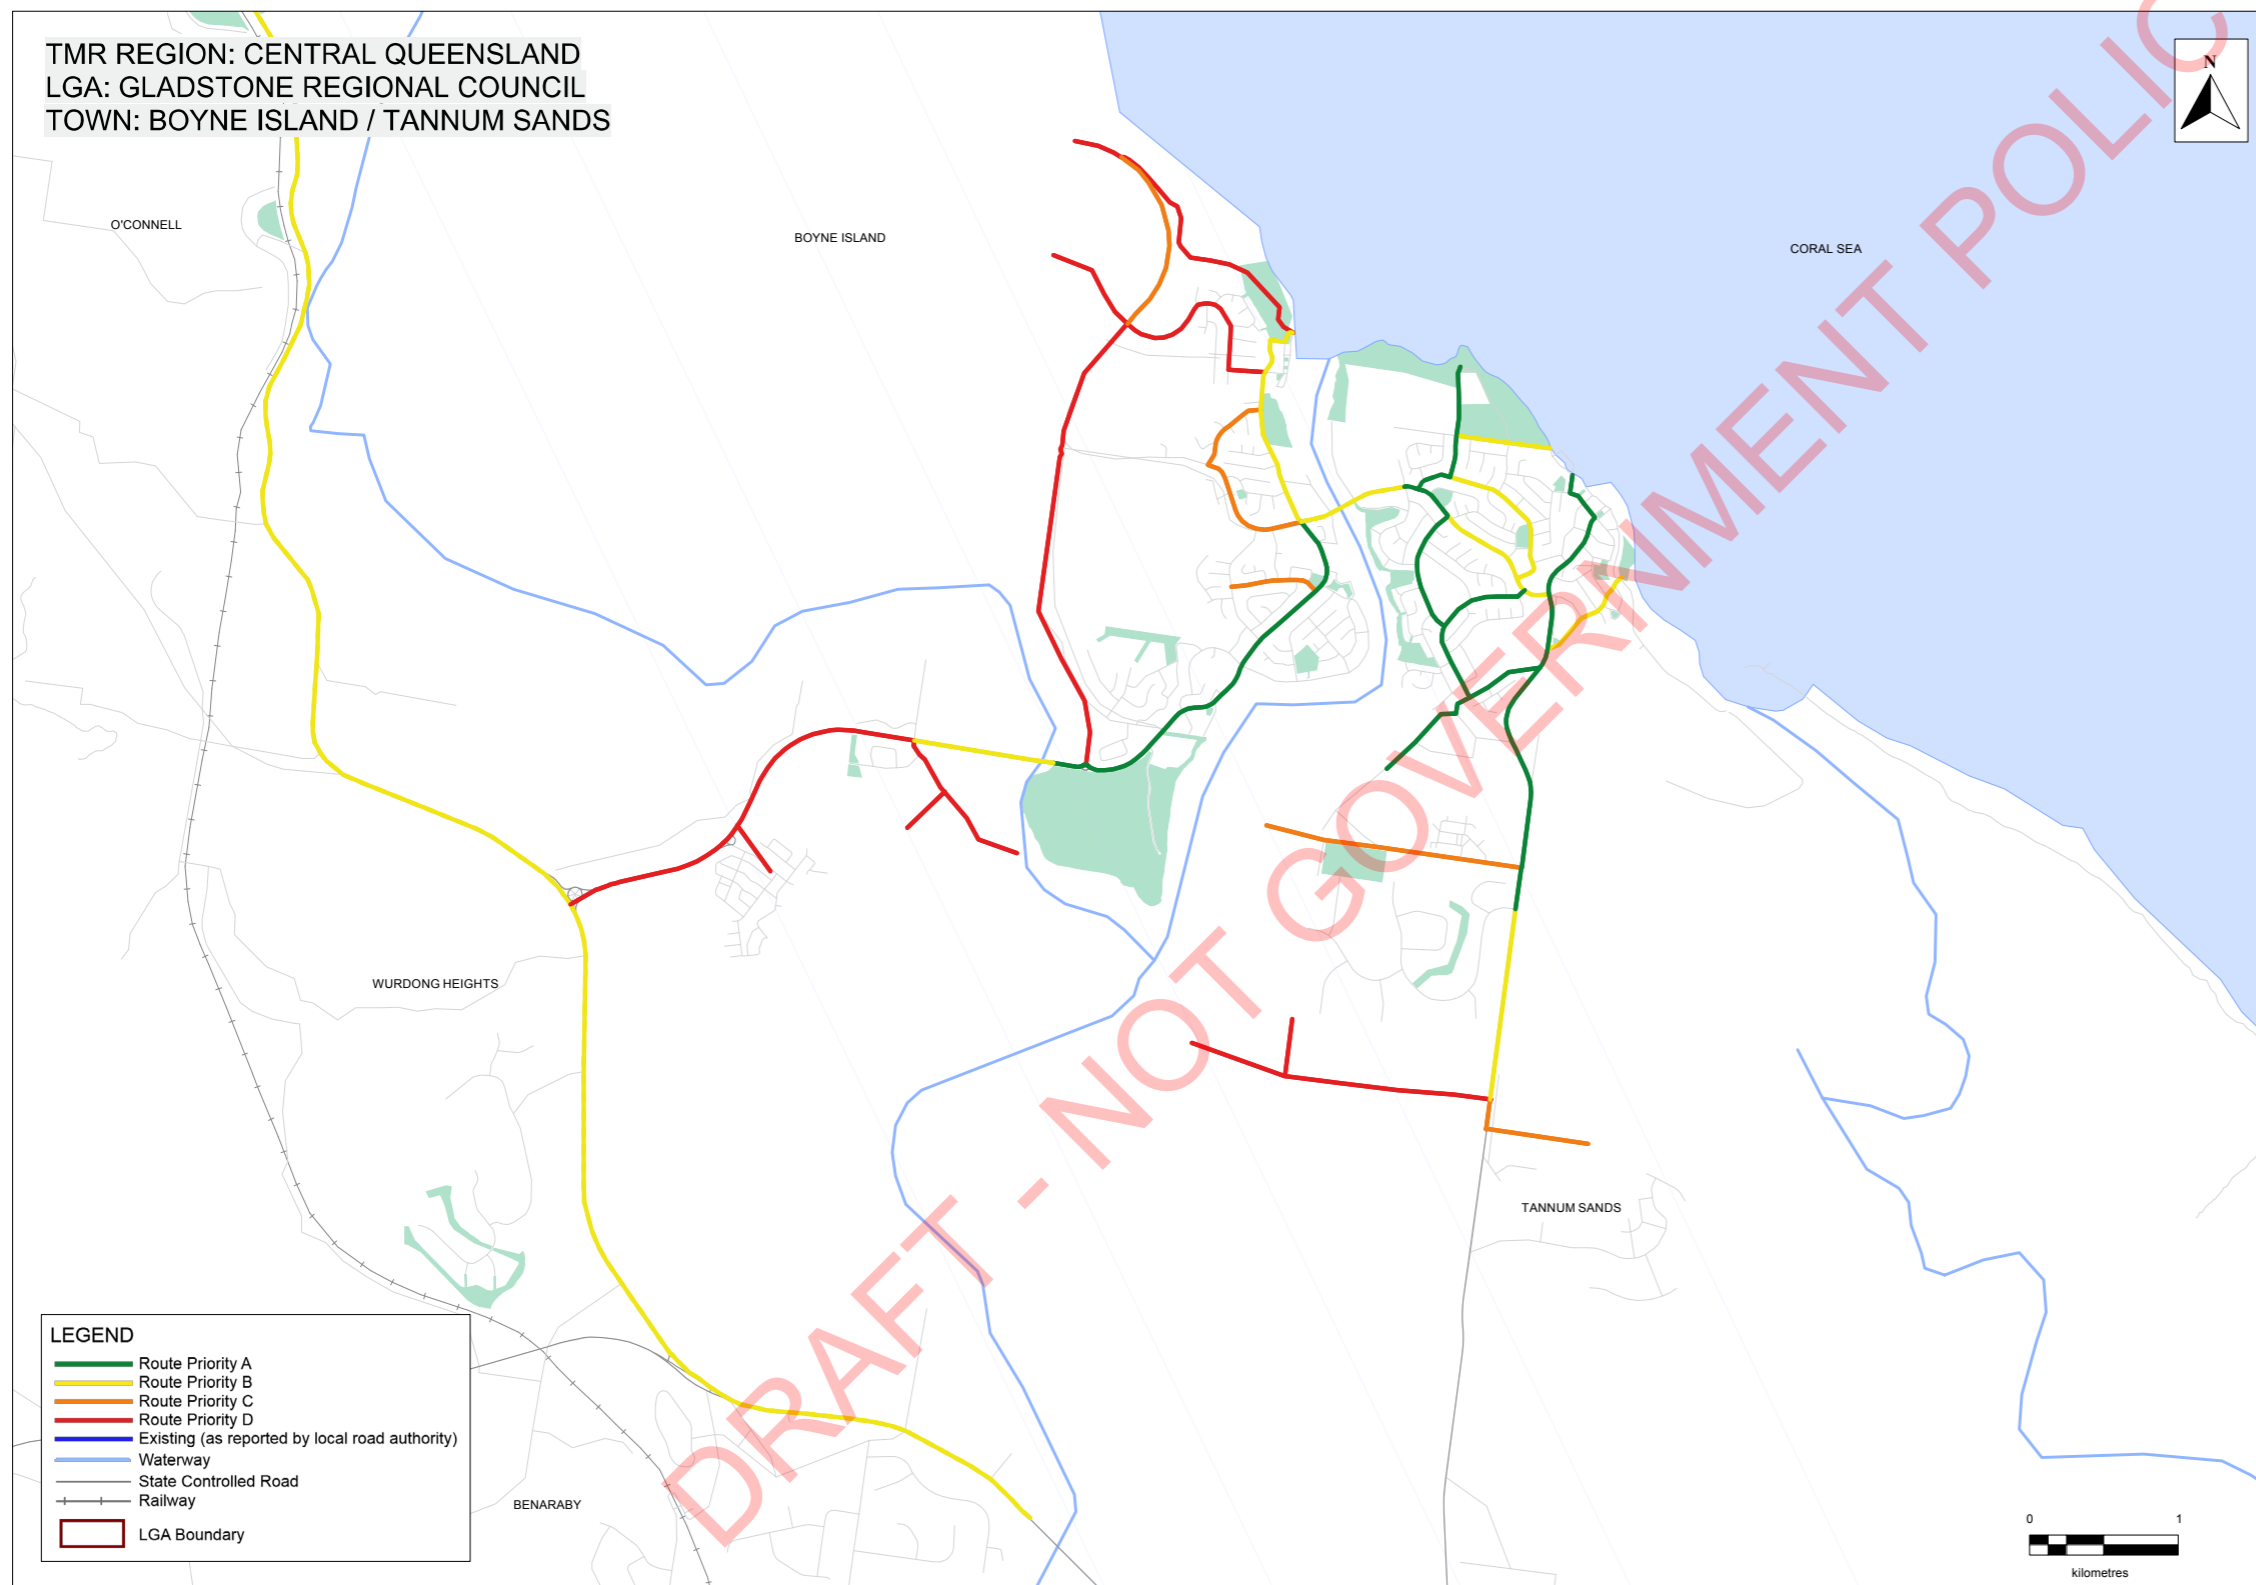 TMR REGION: CENTRAL QUEENSLAND
LGA: GLADSTONE REGIONAL COUNCIL
TOWN: BOYNE ISLAND / TANNUM SANDS
N
O'CONNELL
BOYNE ISLAND
CORAL SEA
WURDONG HEIGHTS
TANNUM SANDS
BENARABY
DRAFT - NOT GOVERNMENT POLIC
LEGEND
Route Priority A
Route Priority B
Route Priority C
Route Priority D
Existing (as reported by local road authority)
Waterway
State Controlled Road
Railway
LGA Boundary
0 1
kilometres